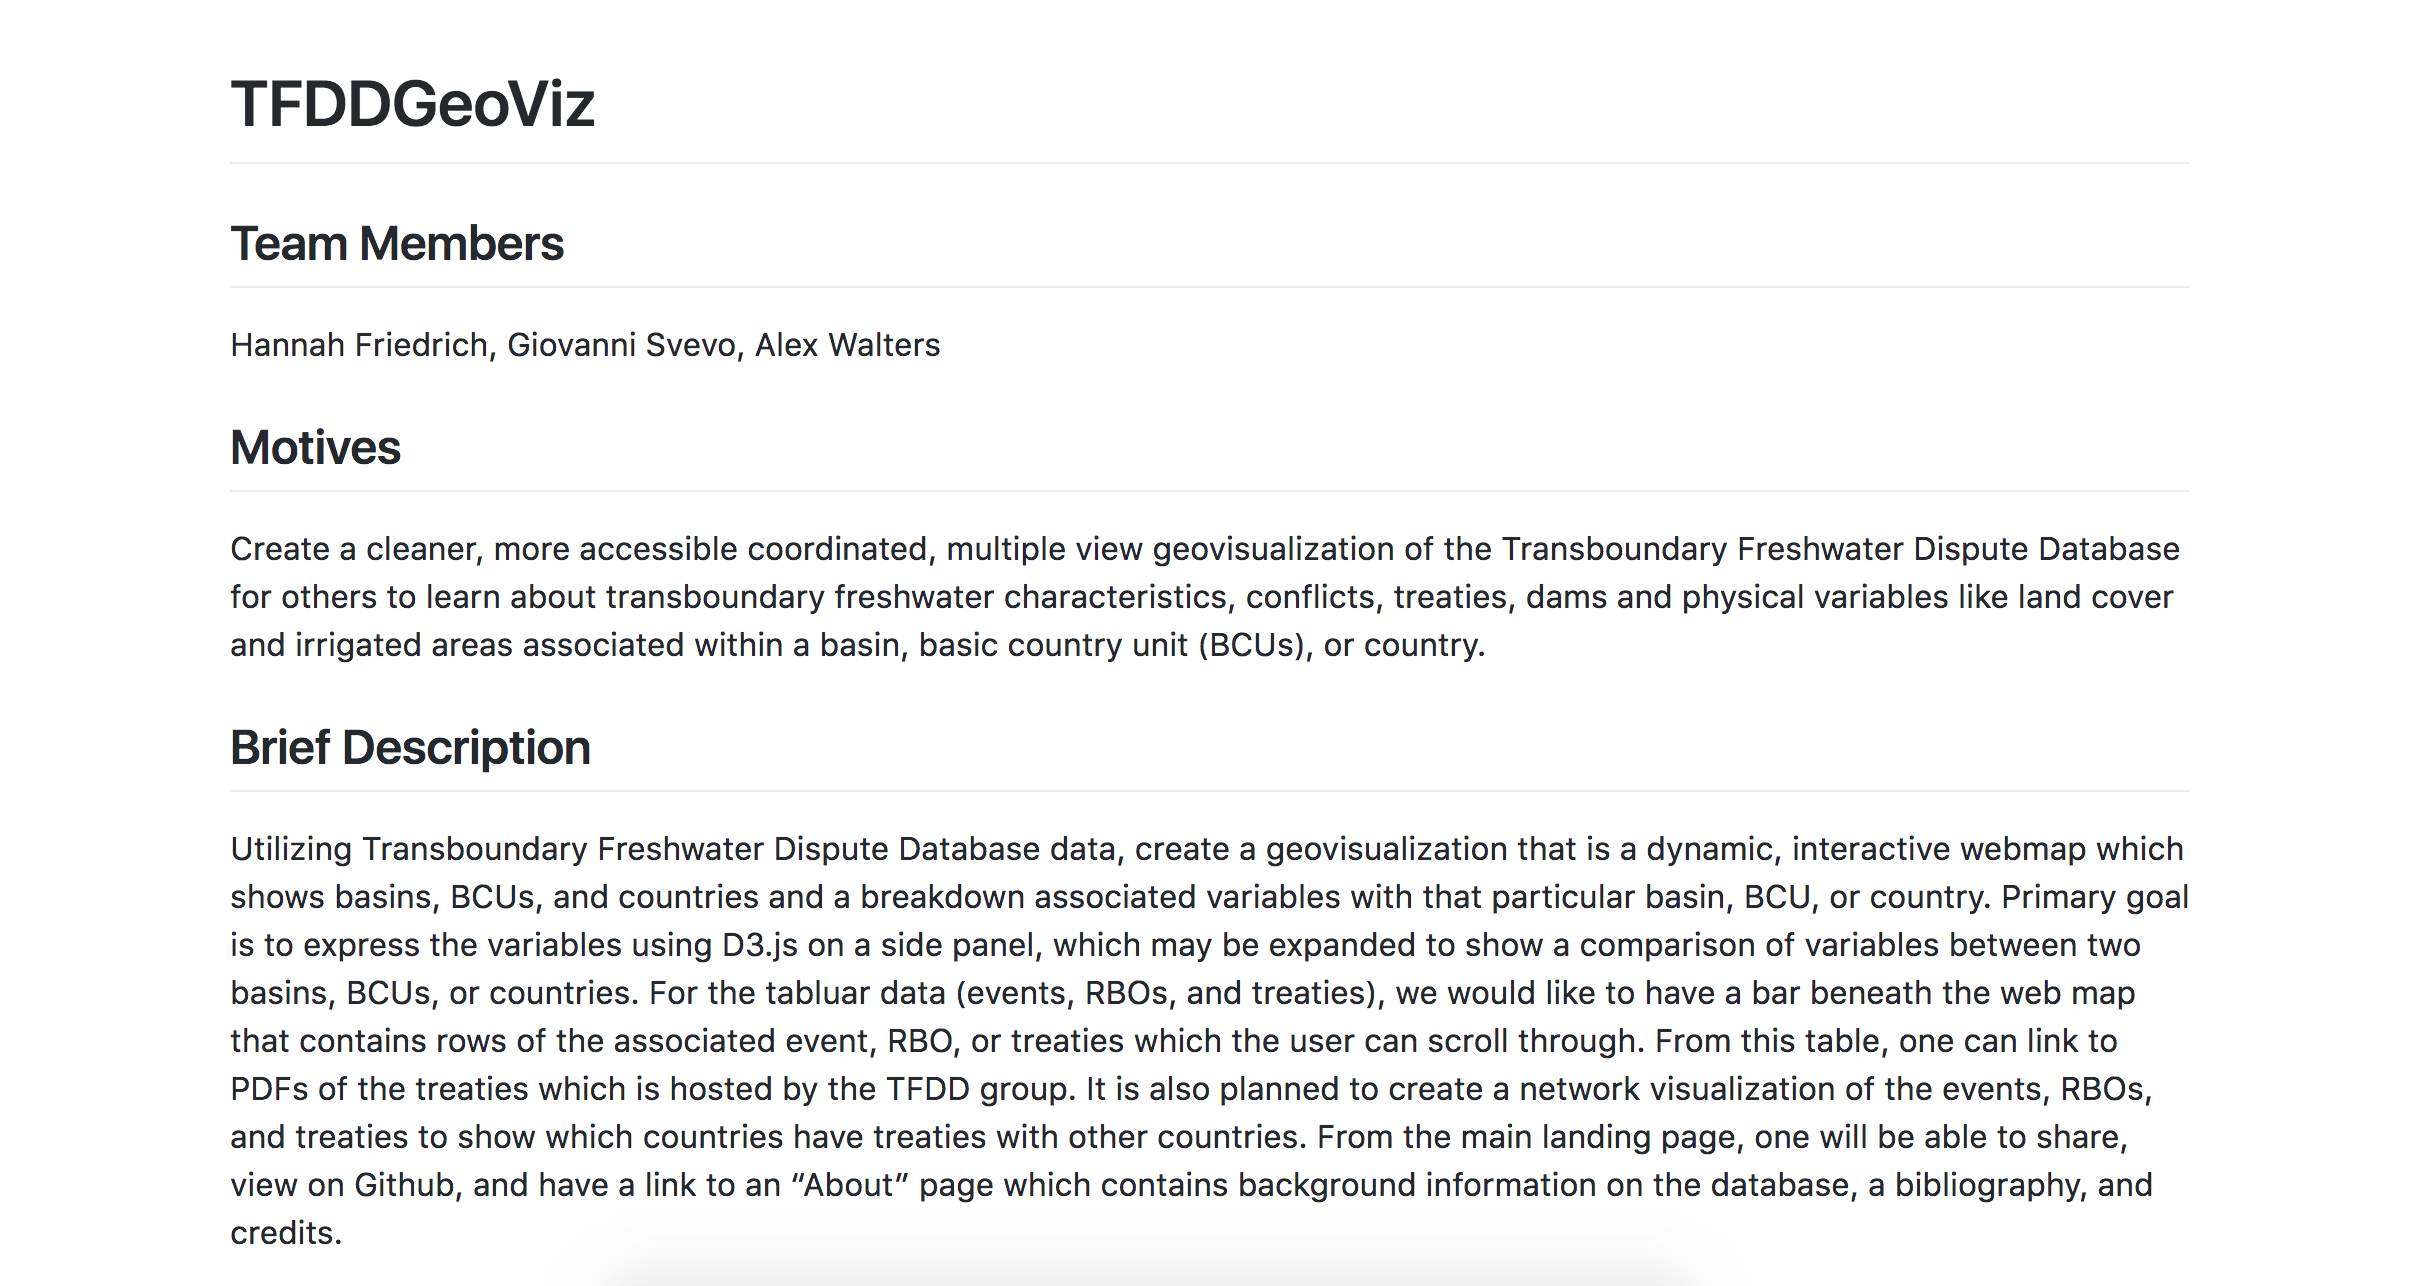 TFDDGeoViz
Team Members
Hannah Friedrich, Giovanni Svevo, Alex Walters
Motives
Create a cleaner, more accessible coordinated, multiple view geovisualization of the Transboundary Freshwater Dispute Database
for others to learn about transboundary freshwater characteristics, conflicts, treaties, dams and physical variables like land cover
and irrigated areas associated within a basin, basic country unit (BCUs), or country.
Brief Description
Utilizing Transboundary Freshwater Dispute Database data, create a geovisualization that is a dynamic, interactive webmap which
shows basins, BCUs, and countries and a breakdown associated variables with that particular basin, BCU, or country. Primary goal
is to express the variables using D3.js on a side panel, which may be expanded to show a comparison of variables between two
basins, BCUs, or countries. For the tabluar data (events, RBOs, and treaties), we would like to have a bar beneath the web map
that contains rows of the associated event, RBO, or treaties which the user can scroll through. From this table, one can link to
PDFs of the treaties which is hosted by the TFDD group. It is also planned to create a network visualization of the events, RBOs,
and treaties to show which countries have treaties with other countries. From the main landing page, one will be able to share,
view on Github, and have a link to an “About” page which contains background information on the database, a bibliography, and
credits.